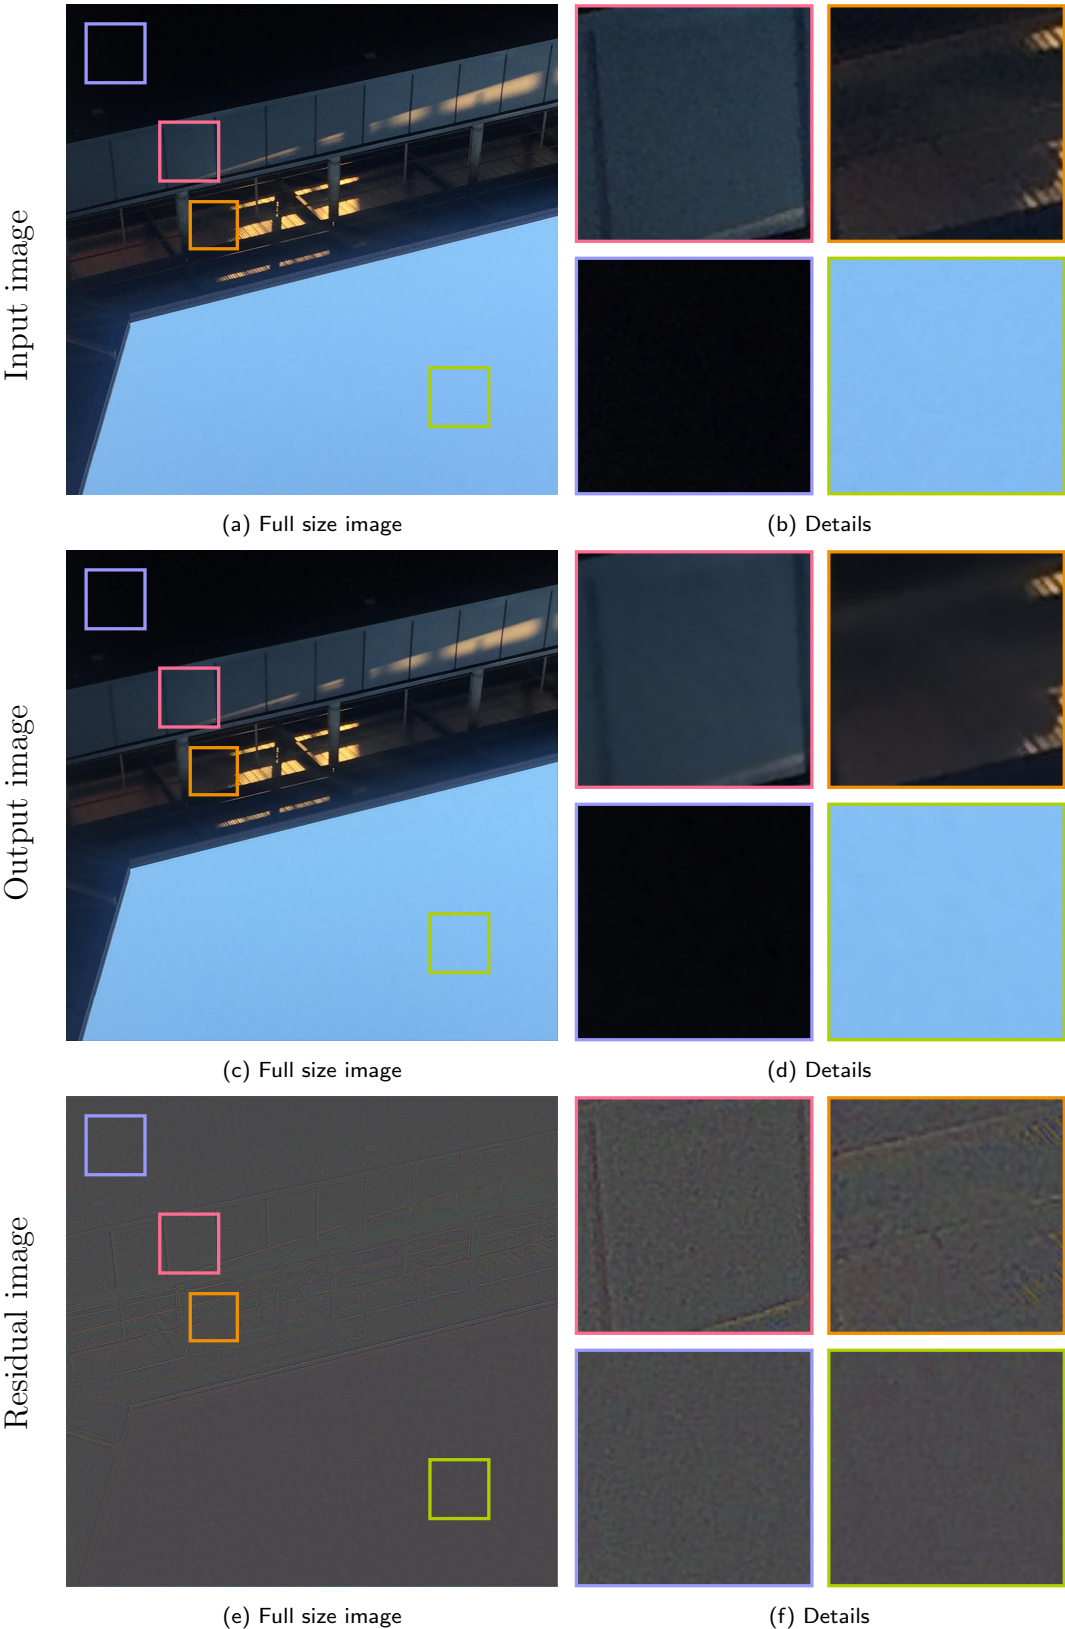 Input image
(a) Full size image
(b) Details
Output image
(c) Full size image
(d) Details
Residual image
(e) Full size image
(f) Details